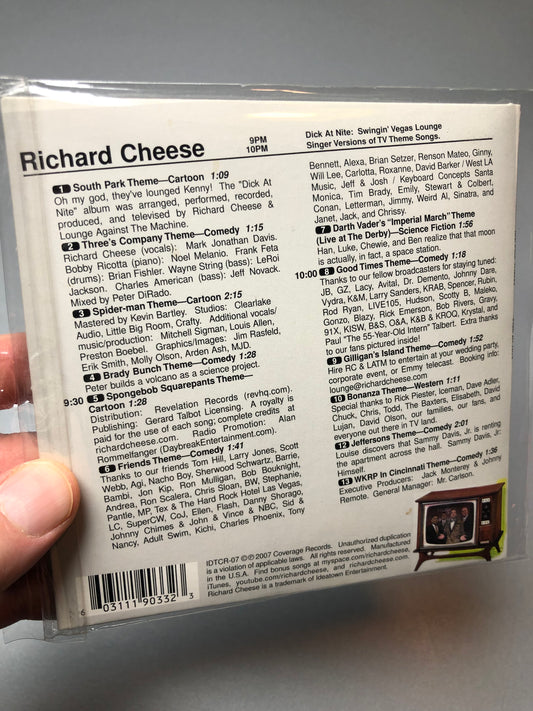 Richard Cheese
9PM
10PM
Dick At Nite: Swingin' Vegas Lounge
Singer Versions of TV Theme Songs.
1 South Park Theme—Cartoon 1:09
Oh my god, they've lounged Kenny! The "Dick At
Nite" album was arranged, performed, recorded,
produced, and televised by Richard Cheese &
Lounge Against The Machine.
2 Three's Company Theme—Comedy 1:15
Richard Cheese (vocals): Mark Jonathan Davis.
Bobby Ricotta (piano): Noel Melanio. Frank Feta
(drums): Brian Fishler. Wayne String (bass): LeRoi
Jackson. Charles American (bass): Jeff Novack.
Mixed by Peter DiRado.
3 Spider-man Theme—Cartoon 2:15
Mastered by Kevin Bartley. Studios: Clearlake
Audio, Little Big Room, Crafty. Additional vocals/
music/production: Mitchell Sigman, Louis Allen,
Preston Boebel. Graphics/Images: Jim Rasfeld,
Erik Smith, Molly Olson, Arden Ash, MJD.
4 Brady Bunch Theme—Comedy 1:28
Peter builds a volcano as a science project.
9:30 5 Spongebob Squarepants Theme—
Cartoon 1:28
Distribution: Revelation Records (revhq.com).
Publishing: Gerard Talbot Licensing. A royalty is
paid for the use of each song; complete credits at
richardcheese.com. Radio Promotion: Alan
Rommelfanger (DaybreakEntertainment.com).
6 Friends Theme—Comedy 1:41
Thanks to our friends Tom Hill, Larry Jones, Scott
Webb, Agi, Nacho Boy, Sherwood Schwartz, Barrie,
Bambi, Jon Kip, Ron Mulligan, Bob Bouknight,
Andrea, Ron Scalera, Chris Sloan, BW, Stephanie,
Pantle, MP, Tex & The Hard Rock Hotel Las Vegas,
LC, SuperCW, CoJ, Ellen, Flash, Danny Shorago,
Johnny Chimes & John & Vince & NBC, Sid &
Nancy, Adult Swim, Kichi, Charles Phoenix, Tony
Bennett, Alexa, Brian Setzer, Renson Mateo, Ginny,
Will Lee, Carlotta, Roxanne, David Barker / West LA
Music, Jeff & Josh / Keyboard Concepts Santa
Monica, Tim Brady, Emily, Stewart & Colbert,
Conan, Letterman, Jimmy, Weird Al, Sinatra, and
Janet, Jack, and Chrissy.
7 Darth Vader's "Imperial March" Theme
(Live at The Derby)—Science Fiction 1:56
Han, Luke, Chewie, and Ben realize that that moon
is actually, in fact, a space station.
10:00 8 Good Times Theme—Comedy 1:18
Thanks to our fellow broadcasters for staying tuned:
JB, GZ, Lacy, Avital, Dr. Demento, Johnny Dare,
Vydra, K&M, Larry Sanders, KRAB, Spencer, Rubin,
Rod Ryan, LIVE105, Hudson, Scotty B, Maleko,
Gonzo, Blazy, Rick Emerson, Bob Rivers, Gravy,
91X, KISW, B&S, O&A, K&B & KROQ, Krystal, and
Paul "The 55-Year-Old Intern" Talbert. Extra thanks
to our fans pictured inside!
9 Gilligan's Island Theme—Comedy 1:52
Hire RC & LATM to entertain at your wedding party,
corporate event, or Emmy telecast. Booking info:
lounge@richardcheese.com
10 Bonanza Theme—Western 1:11
Special thanks to Rick Piester, Iceman, Dave Adler,
Chuck, Chris, Todd, The Baxters, Elisabeth, David
Lujan, David Olson, our families, our fans, and
everyone out there in TV land.
12 Jeffersons Theme—Comedy 2:01
Louise discovers that Sammy Davis, Jr. is renting
the apartment across the hall. Sammy Davis, Jr:
Himself.
13 WKRP In Cincinnati Theme—Comedy 1:36
Executive Producers: Jack Monterey & Johnny
Remote. General Manager: Mr. Carlson.
6 03111 90332 3
IDTCR-07 ℗© 2007 Coverage Records. Unauthorized duplication
is a violation of applicable laws. All rights reserved. Manufactured
in the U.S.A. Find bonus songs at myspace.com/richardcheese,
iTunes, youtube.com/richardcheese, and richardcheese.com.
Richard Cheese is a trademark of Ideatown Entertainment.